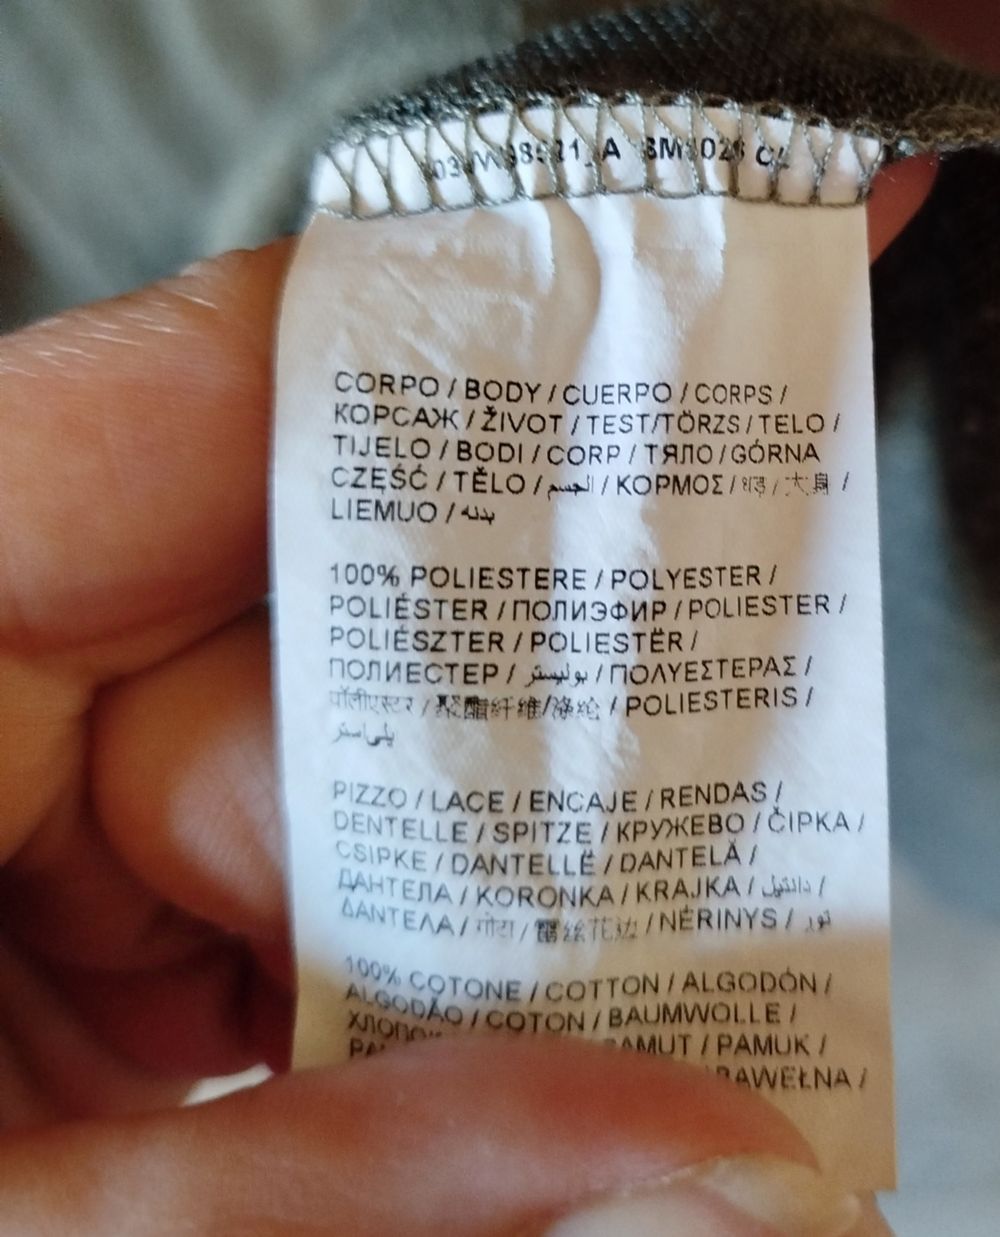 CORPO / BODY / CUERPO / CORPS /
КОРСАЖ / ŽIVOT / TEST/TÖRZS / TELO /
TIJELO / BODI / CORP / ТЯЛО / GÓRNA
CZĘŚĆ / TĚLO / الجسم / ΚΟΡΜΟΣ / धड़ / 大身 /
LIEMUO / بدنه
100% POLIESTERE / POLYESTER /
POLIÉSTER / ПОЛИЭФИР / POLIESTER /
POLIÉSZTER / POLIESTËR /
ПОЛИЕСТЕР / بوليستر / ΠΟΛΥΕΣΤΕΡΑΣ /
पॉलीएस्टर / 聚酯纤维/涤纶 / POLIESTERIS /
پلی‌استر
PIZZO / LACE / ENCAJE / RENDAS /
DENTELLE / SPITZE / КРУЖЕВО / ČIPKA /
CSIPKE / DANTELLË / DANTELĂ /
ДАНТЕЛА / KORONKA / KRAJKA / دانتيل /
ΔΑΝΤΕΛΑ / गोटा / 蕾丝花边 / NĖRINYS / تور
100% COTONE / COTTON / ALGODÓN /
ALGODÃO / COTON / BAUMWOLLE /
PAMUK /